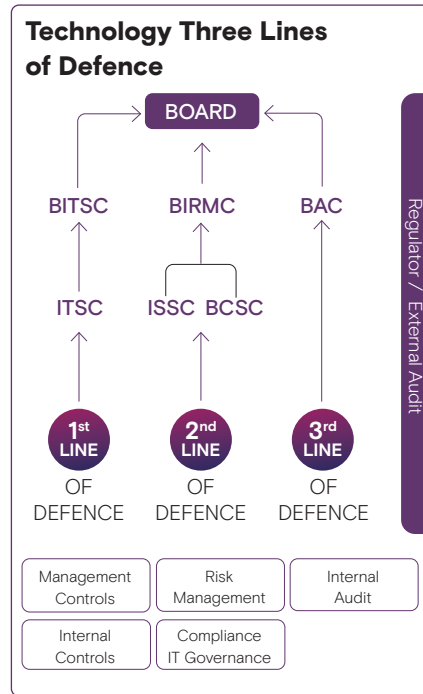 Technology Three Lines
of Defence
BOARD
BITSC BIRMC BAC
ITSC ISSC BCSC
1st
LINE
OF
DEFENCE
2nd
LINE
OF
DEFENCE
3rd
LINE
OF
DEFENCE
Management
Controls
Risk
Management
Internal
Audit
Internal
Controls
Compliance
IT Governance
Regulator / External Audit